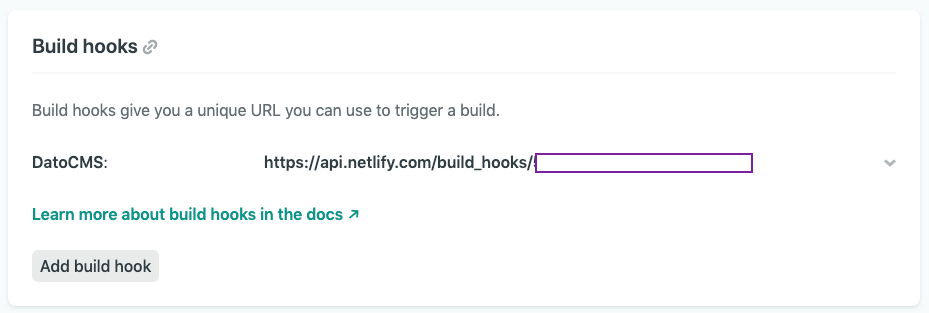 Build hooks
Build hooks give you a unique URL you can use to trigger a build.
DatoCMS: https://api.netlify.com/build_hooks/
Learn more about build hooks in the docs ↗
Add build hook